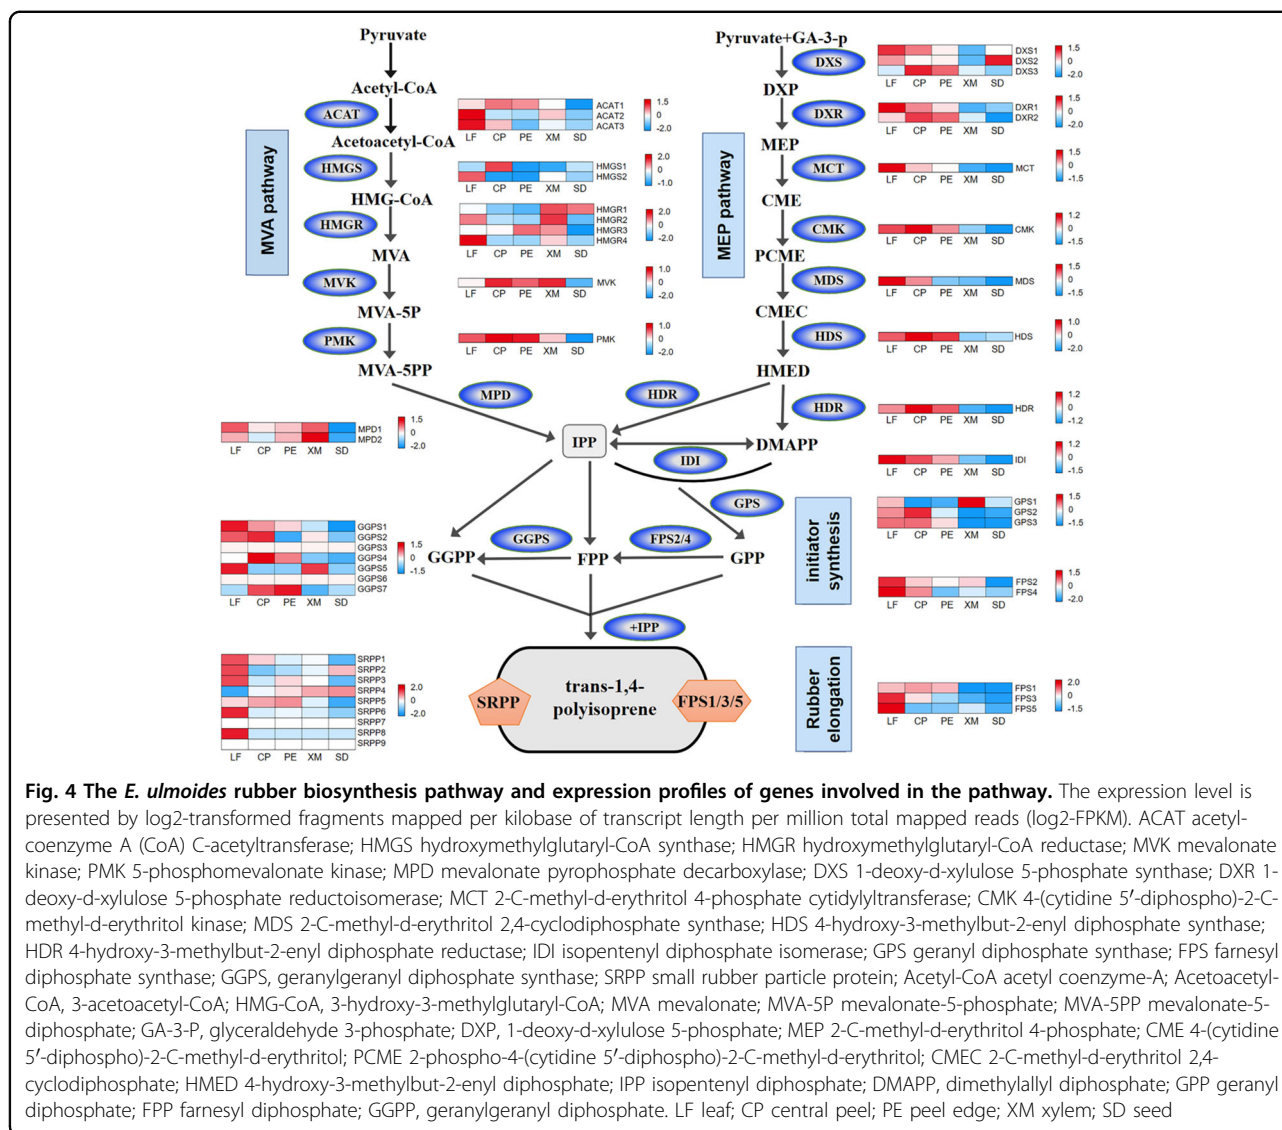 Pyruvate
Acetyl-CoA
ACAT
Acetoacetyl-CoA
HMGS
HMG-CoA
HMGR
MVA
MVK
MVA-5P
PMK
MVA-5PP
MPD
MVA pathway
ACAT1
ACAT2
ACAT3
LF CP PE XM SD
1.5
0
-2.0
HMGS1
HMGS2
LF CP PE XM SD
2.0
0
-1.0
HMGR1
HMGR2
HMGR3
HMGR4
LF CP PE XM SD
2.0
0
-2.0
MVK
LF CP PE XM SD
1.0
0
-2.0
PMK
LF CP PE XM SD
1.0
0
-2.0
Pyruvate+GA-3-p
DXS
DXP
DXR
MEP
MCT
CME
CMK
PCME
MDS
CMEC
HDS
HMED
HDR
HDR
DMAPP
MEP pathway
DXS1
DXS2
DXS3
LF CP PE XM SD
1.5
0
-2.0
DXR1
DXR2
LF CP PE XM SD
1.5
0
-2.0
MCT
LF CP PE XM SD
1.5
0
-1.5
CMK
LF CP PE XM SD
1.2
0
-1.5
MDS
LF CP PE XM SD
1.5
0
-1.5
HDS
LF CP PE XM SD
1.0
0
-2.0
HDR
LF CP PE XM SD
1.2
0
-1.2
IDI
LF CP PE XM SD
1.2
0
-1.5
IPP
IDI
GPS
MPD1
MPD2
LF CP PE XM SD
1.5
0
-2.0
GGPS1
GGPS2
GGPS3
GGPS4
GGPS5
GGPS6
GGPS7
LF CP PE XM SD
1.5
0
-1.5
GGPP
GGPS
FPP
FPS2/4
GPP
initiator
synthesis
GPS1
GPS2
GPS3
LF CP PE XM SD
1.5
0
-1.5
FPS2
FPS4
LF CP PE XM SD
1.5
0
-2.0
+IPP
SRPP1
SRPP2
SRPP3
SRPP4
SRPP5
SRPP6
SRPP7
SRPP8
SRPP9
LF CP PE XM SD
2.0
0
-2.0
SRPP
trans-1,4-
polyisoprene
FPS1/3/5
Rubber
elongation
FPS1
FPS3
FPS5
LF CP PE XM SD
2.0
0
-1.5
Fig. 4 The E. ulmoides rubber biosynthesis pathway and expression profiles of genes involved in the pathway. The expression level is
presented by log2-transformed fragments mapped per kilobase of transcript length per million total mapped reads (log2-FPKM). ACAT acetyl-
coenzyme A (CoA) C-acetyltransferase; HMGS hydroxymethylglutaryl-CoA synthase; HMGR hydroxymethylglutaryl-CoA reductase; MVK mevalonate
kinase; PMK 5-phosphomevalonate kinase; MPD mevalonate pyrophosphate decarboxylase; DXS 1-deoxy-d-xylulose 5-phosphate synthase; DXR 1-
deoxy-d-xylulose 5-phosphate reductoisomerase; MCT 2-C-methyl-d-erythritol 4-phosphate cytidylyltransferase; CMK 4-(cytidine 5′-diphospho)-2-C-
methyl-d-erythritol kinase; MDS 2-C-methyl-d-erythritol 2,4-cyclodiphosphate synthase; HDS 4-hydroxy-3-methylbut-2-enyl diphosphate synthase;
HDR 4-hydroxy-3-methylbut-2-enyl diphosphate reductase; IDI isopentenyl diphosphate isomerase; GPS geranyl diphosphate synthase; FPS farnesyl
diphosphate synthase; GGPS, geranylgeranyl diphosphate synthase; SRPP small rubber particle protein; Acetyl-CoA acetyl coenzyme-A; Acetoacetyl-
CoA, 3-acetoacetyl-CoA; HMG-CoA, 3-hydroxy-3-methylglutaryl-CoA; MVA mevalonate; MVA-5P mevalonate-5-phosphate; MVA-5PP mevalonate-5-
diphosphate; GA-3-P, glyceraldehyde 3-phosphate; DXP, 1-deoxy-d-xylulose 5-phosphate; MEP 2-C-methyl-d-erythritol 4-phosphate; CME 4-(cytidine
5′-diphospho)-2-C-methyl-d-erythritol; PCME 2-phospho-4-(cytidine 5′-diphospho)-2-C-methyl-d-erythritol; CMEC 2-C-methyl-d-erythritol 2,4-
cyclodiphosphate; HMED 4-hydroxy-3-methylbut-2-enyl diphosphate; IPP isopentenyl diphosphate; DMAPP, dimethylallyl diphosphate; GPP geranyl
diphosphate; FPP farnesyl diphosphate; GGPP, geranylgeranyl diphosphate. LF leaf; CP central peel; PE peel edge; XM xylem; SD seed